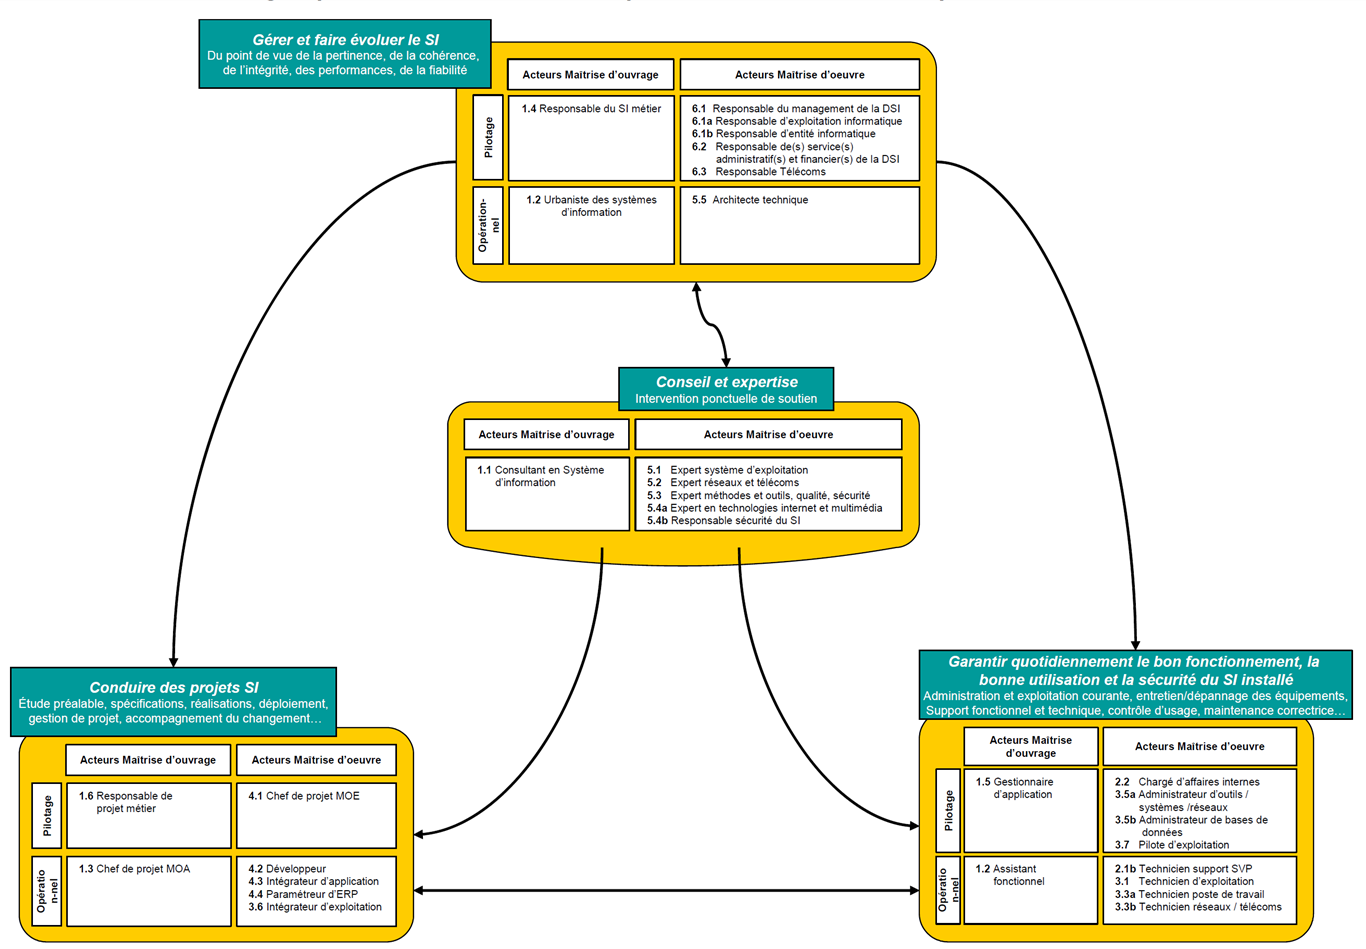 Gérer et faire évoluer le SI
Du point de vue de la pertinence, de la cohérence,
de l'intégrité, des performances, de la fiabilité
Acteurs Maîtrise d'ouvrage
Acteurs Maîtrise d'oeuvre
Pilotage
1.4 Responsable du SI métier
6.1 Responsable du management de la DSI
6.1a Responsable d'exploitation informatique
6.1b Responsable d'entité informatique
6.2 Responsable de(s) service(s)
administratif(s) et financier(s) de la DSI
6.3 Responsable Télécoms
Opération-
nel
1.2 Urbaniste des systèmes
d'information
5.5 Architecte technique
Conseil et expertise
Intervention ponctuelle de soutien
Acteurs Maîtrise d'ouvrage
Acteurs Maîtrise d'oeuvre
1.1 Consultant en Système
d'information
5.1 Expert système d'exploitation
5.2 Expert réseaux et télécoms
5.3 Expert méthodes et outils, qualité, sécurité
5.4a Expert en technologies internet et multimédia
5.4b Responsable sécurité du SI
Conduire des projets SI
Étude préalable, spécifications, réalisations, déploiement,
gestion de projet, accompagnement du changement…
Acteurs Maîtrise d'ouvrage
Acteurs Maîtrise d'oeuvre
Pilotage
1.6 Responsable de
projet métier
4.1 Chef de projet MOE
Opératio
n-nel
1.3 Chef de projet MOA
4.2 Développeur
4.3 Intégrateur d'application
4.4 Paramétreur d'ERP
3.6 Intégrateur d'exploitation
Garantir quotidiennement le bon fonctionnement, la
bonne utilisation et la sécurité du SI installé
Administration et exploitation courante, entretien/dépannage des équipements,
Support fonctionnel et technique, contrôle d'usage, maintenance correctrice…
Acteurs Maîtrise
d'ouvrage
Acteurs Maîtrise d'oeuvre
Pilotage
1.5 Gestionnaire
d'application
2.2 Chargé d'affaires internes
3.5a Administrateur d'outils /
systèmes /réseaux
3.5b Administrateur de bases de
données
3.7 Pilote d'exploitation
Opératio
n-nel
1.2 Assistant
fonctionnel
2.1b Technicien support SVP
3.1 Technicien d'exploitation
3.3a Technicien poste de travail
3.3b Technicien réseaux / télécoms